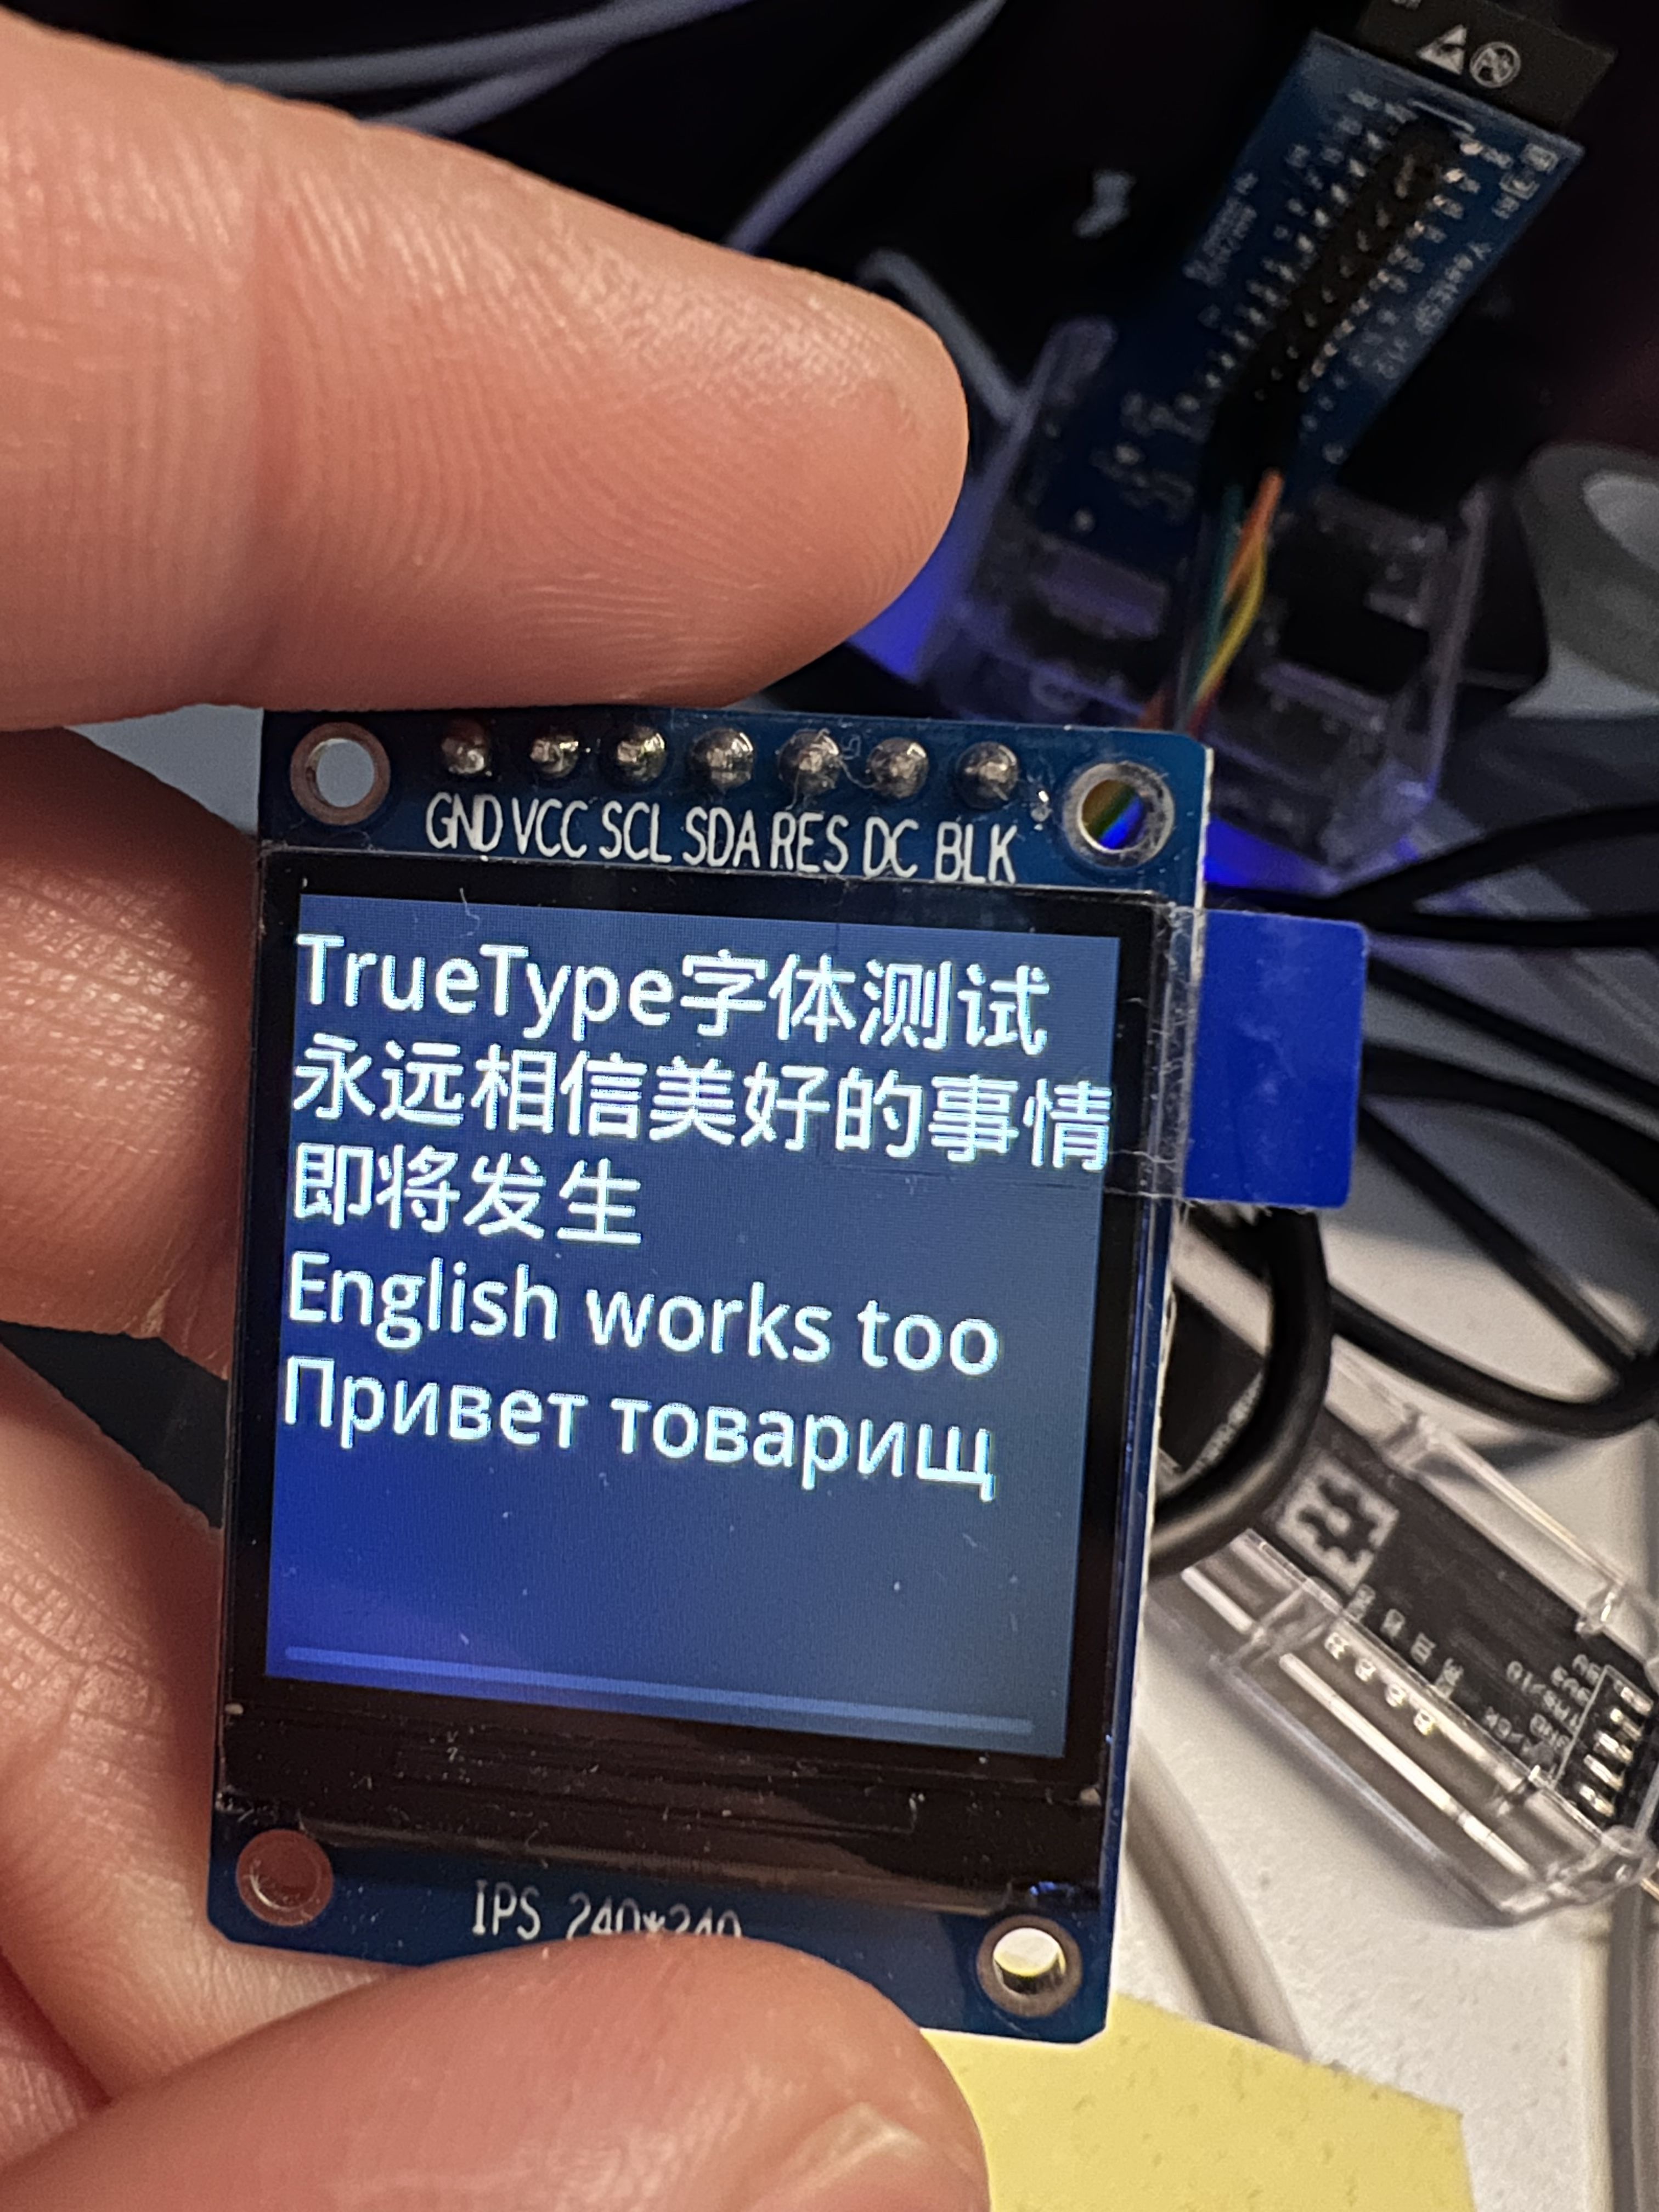 GND VCC SCL SDA RES DC BLK
TrueType字体测试
永远相信美好的事情
即将发生
English works too
Привет товарищ
IPS 240*240